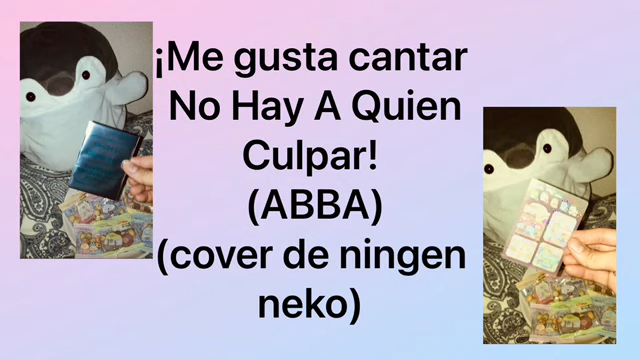 ¡Me gusta cantar
No Hay A Quien
Culpar!
(ABBA)
(cover de ningen
neko)